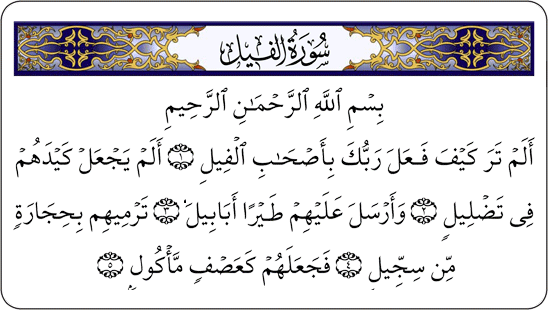 سُورَةُ الفِيلِ
بِسْمِ ٱللَّهِ ٱلرَّحْمَـٰنِ ٱلرَّحِيمِ
أَلَمْ تَرَ كَيْفَ فَعَلَ رَبُّكَ بِأَصْحَـٰبِ ٱلْفِيلِ ١ أَلَمْ يَجْعَلْ كَيْدَهُمْ
فِى تَضْلِيلٍ ٢ وَأَرْسَلَ عَلَيْهِمْ طَيْرًا أَبَابِيلَ ٣ تَرْمِيهِم بِحِجَارَةٍ
مِّن سِجِّيلٍ ٤ فَجَعَلَهُمْ كَعَصْفٍ مَّأْكُولٍ ٥